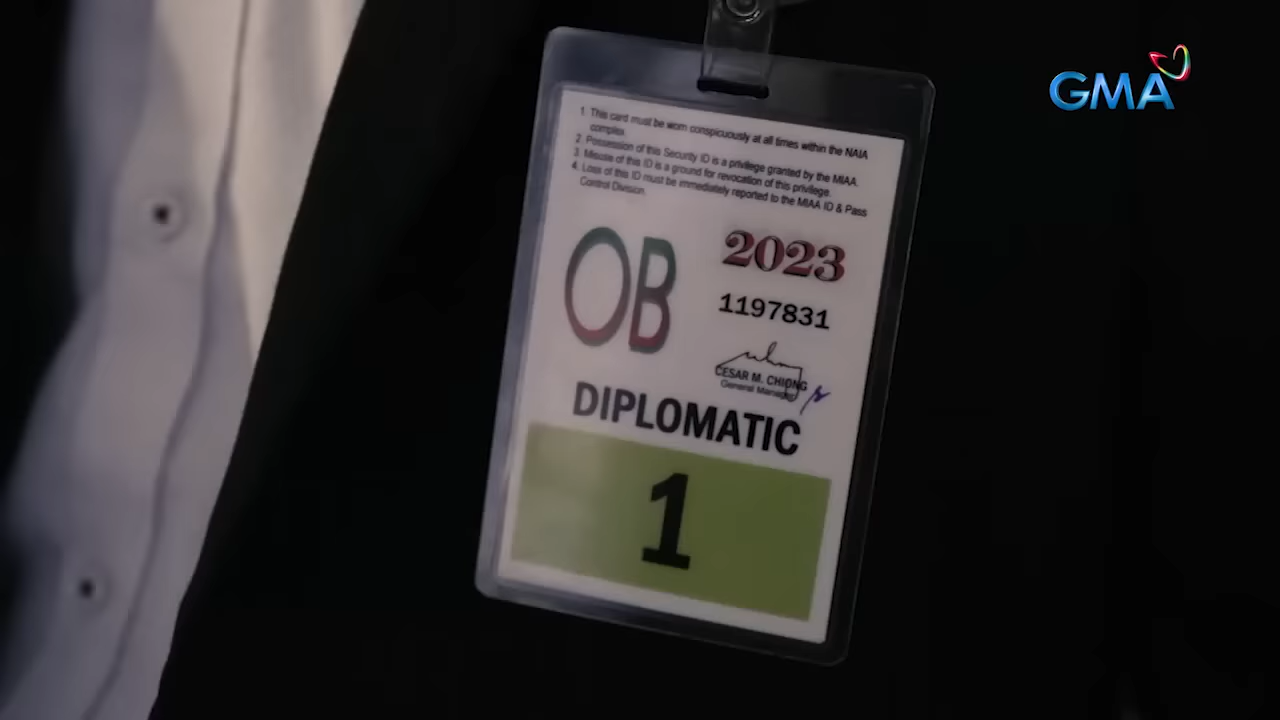 GMA
1. This card must be worn conspicuously at all times within the NAIA
complex.
2. Possession of this Security ID is a privilege granted by the MIAA.
3. Misuse of this ID is a ground for revocation of this privilege.
4. Loss of this ID must be immediately reported to the MIAA ID & Pass
Control Division.
OB
2023
1197831
CESAR M. CHIONG
General Manager
DIPLOMATIC
1